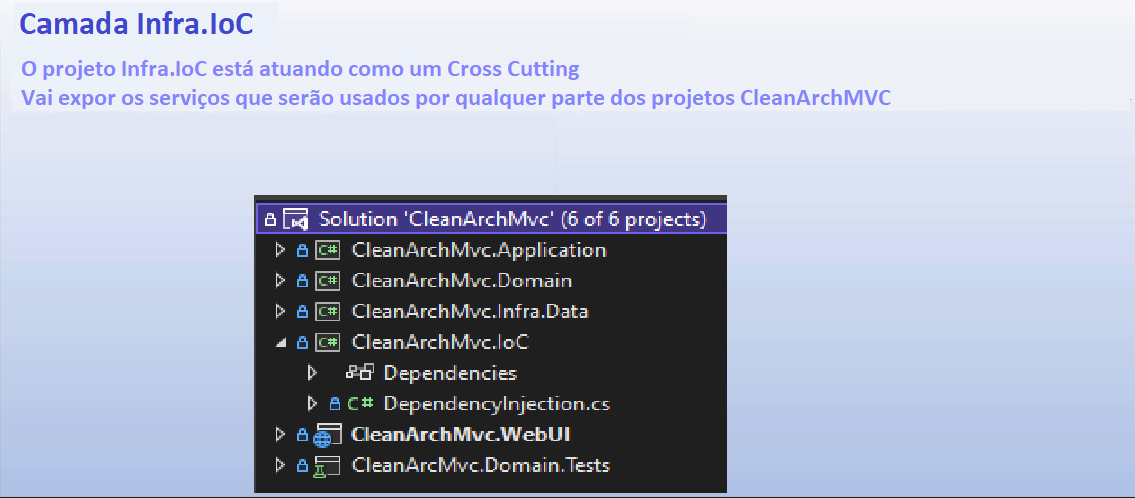 Camada Infra.IoC
O projeto Infra.IoC está atuando como um Cross Cutting
Vai expor os serviços que serão usados por qualquer parte dos projetos CleanArchMVC
Solution 'CleanArchMvc' (6 of 6 projects)
C# CleanArchMvc.Application
C# CleanArchMvc.Domain
C# CleanArchMvc.Infra.Data
C# CleanArchMvc.IoC
Dependencies
C# DependencyInjection.cs
CleanArchMvc.WebUI
CleanArcMvc.Domain.Tests